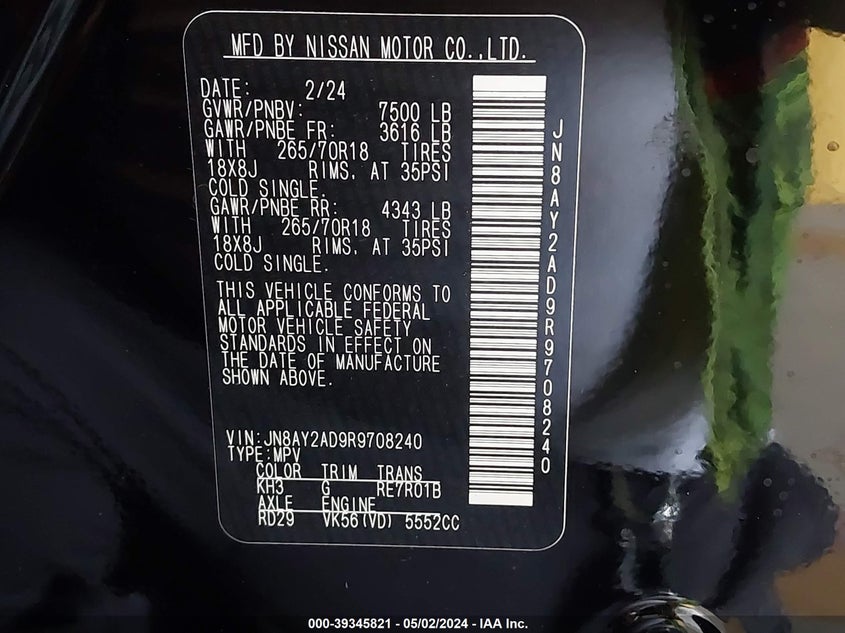 MFD BY NISSAN MOTOR CO.,LTD.
DATE: 2/24
GVWR/PNBV: 7500 LB
GAWR/PNBE FR: 3616 LB
WITH 265/70R18 TIRES
18X8J RIMS. AT 35PSI
COLD SINGLE.
GAWR/PNBE RR: 4343 LB
WITH 265/70R18 TIRES
18X8J RIMS. AT 35PSI
COLD SINGLE.
THIS VEHICLE CONFORMS TO
ALL APPLICABLE FEDERAL
MOTOR VEHICLE SAFETY
STANDARDS IN EFFECT ON
THE DATE OF MANUFACTURE
SHOWN ABOVE.
VIN:JN8AY2AD9R9708240
TYPE:MPV
COLOR TRIM TRANS
KH3 G RE7R01B
AXLE ENGINE
RD29 VK56(VD) 5552CC
JN8AY2AD9R9708240
000-39345821 - 05/02/2024 - IAA Inc.